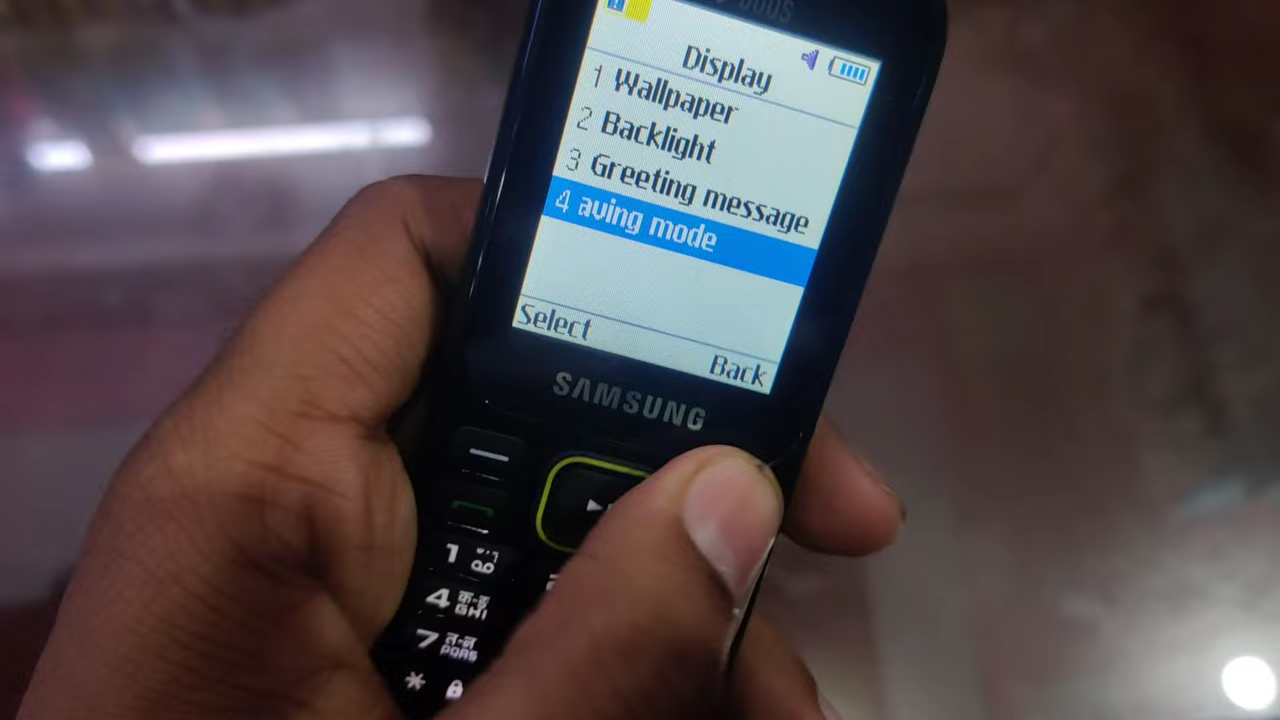 DUOS
Display
1 Wallpaper
2 Backlight
3 Greeting message
4 aving mode
Select
Back
SAMSUNG
1
4 क-ङ
GHI
7 त-न
PQRS
*